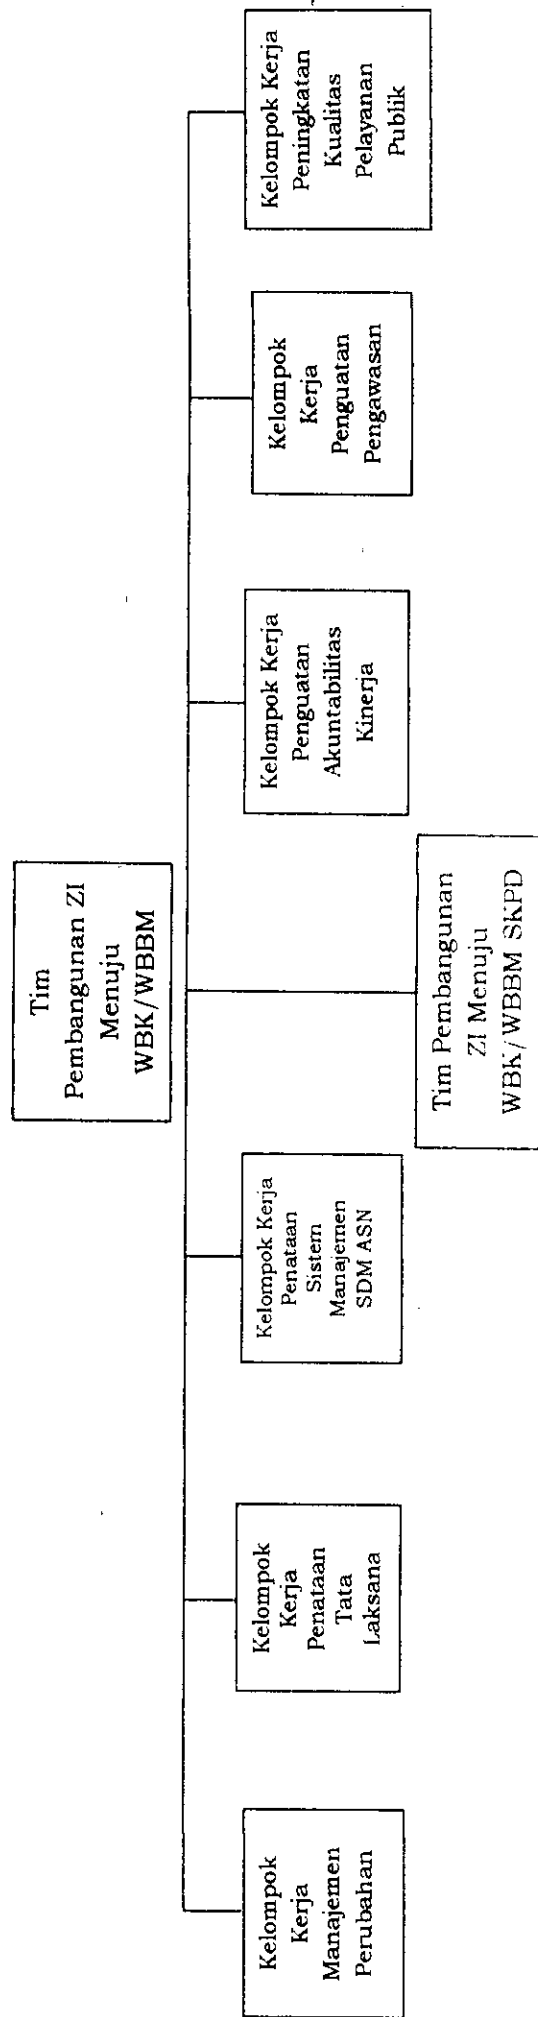 Tim
Pembangunan ZI
Menuju
WBK/WBBM
Kelompok
Kerja
Manajemen
Perubahan
Kelompok
Kerja
Penataan
Tata
Laksana
Kelompok Kerja
Penataan
Sistem
Manajemen
SDM ASN
Kelompok Kerja
Penguatan
Akuntabilitas
Kinerja
Kelompok
Kerja
Penguatan
Pengawasan
Kelompok Kerja
Peningkatan
Kualitas
Pelayanan
Publik
Tim Pembangunan
ZI Menuju
WBK/WBBM SKPD